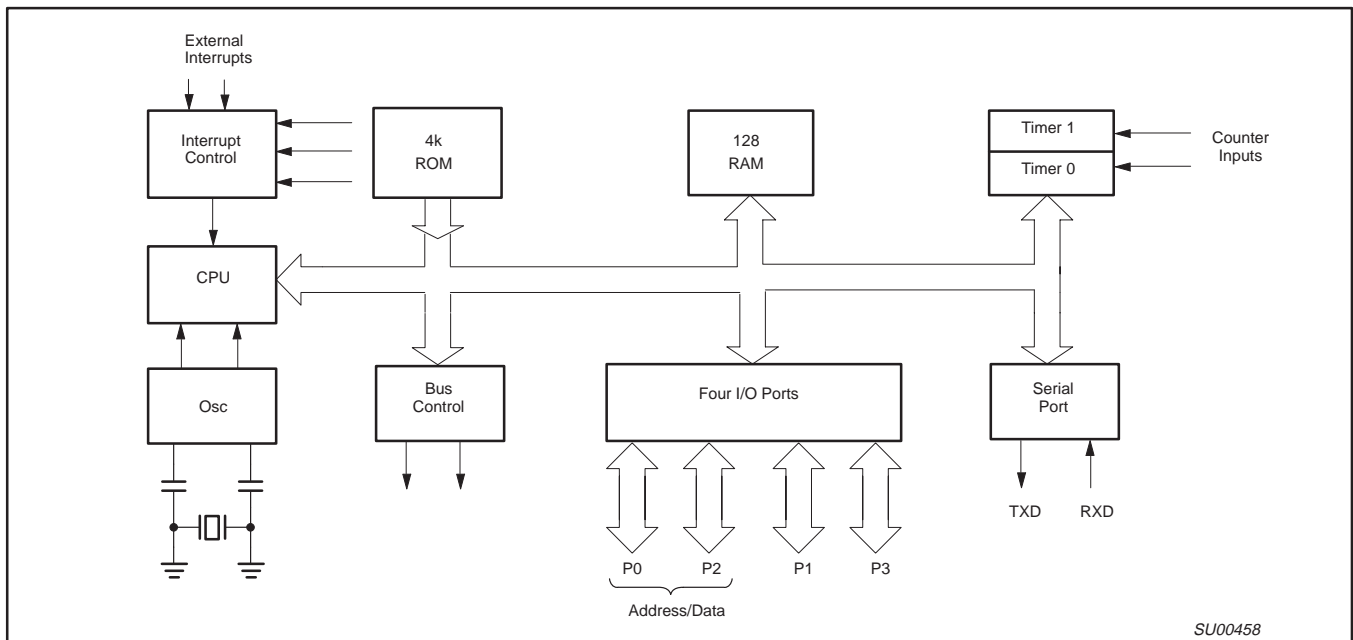 External
Interrupts
Interrupt
Control
4k
ROM
128
RAM
Timer 1
Timer 0
Counter
Inputs
CPU
Osc
Bus
Control
Four I/O Ports
Serial
Port
TXD
RXD
P0
P2
P1
P3
Address/Data
SU00458